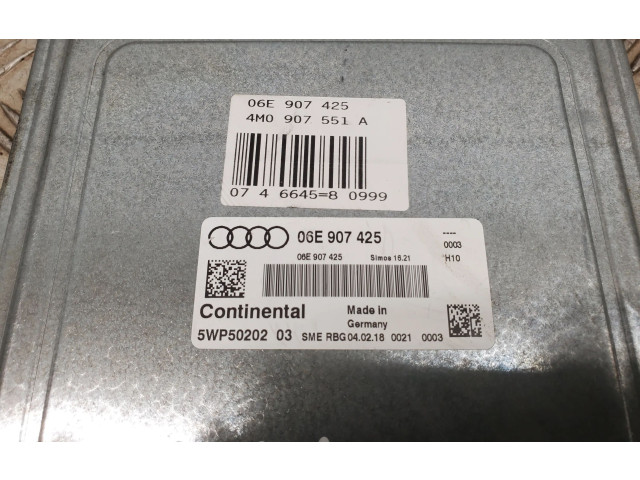 06E 907 425
4M0 907 551 A
07 4 6645=8 0999
06E 907 425
----
0003
06E 907 425 Simos 16.21 H10
Continental
Made in
Germany
5WP50202 03 SME RBG 04.02.18 0021 0003